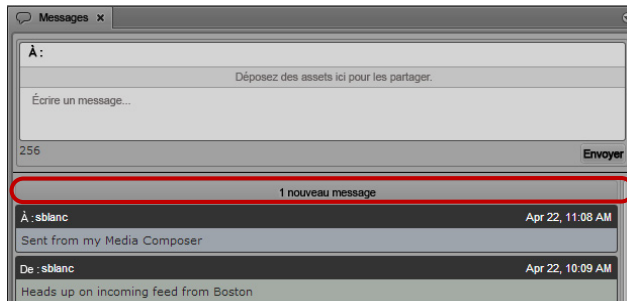 Messages x
À :
Déposez des assets ici pour les partager.
Écrire un message...
256 Envoyer
1 nouveau message
À : sblanc Apr 22, 11:08 AM
Sent from my Media Composer
De : sblanc Apr 22, 10:09 AM
Heads up on incoming feed from Boston